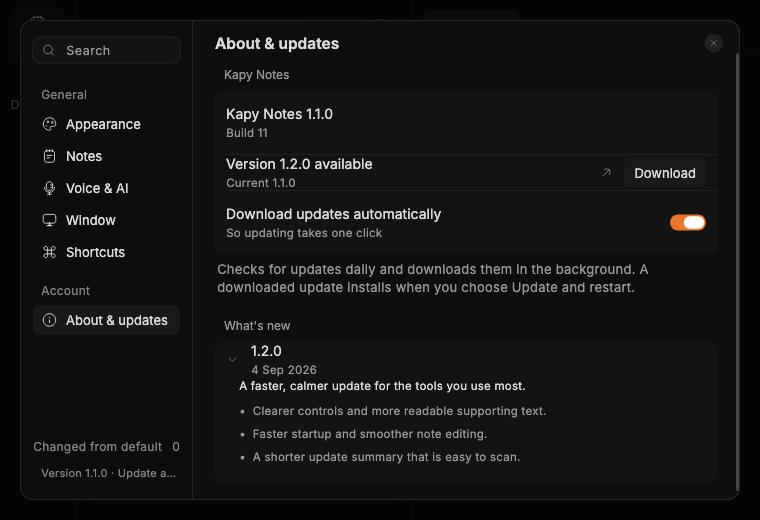 Search
General
Appearance
Notes
Voice & AI
Window
Shortcuts
Account
About & updates
Changed from default 0
Version 1.1.0 · Update a...
About & updates
Kapy Notes
Kapy Notes 1.1.0
Build 11
Version 1.2.0 available
Current 1.1.0
Download
Download updates automatically
So updating takes one click
Checks for updates daily and downloads them in the background. A
downloaded update installs when you choose Update and restart.
What's new
1.2.0
4 Sep 2026
A faster, calmer update for the tools you use most.
• Clearer controls and more readable supporting text.
• Faster startup and smoother note editing.
• A shorter update summary that is easy to scan.